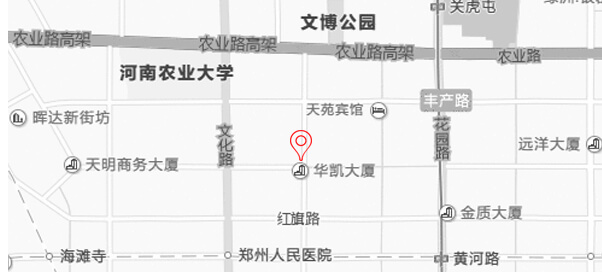 关虎屯
文博公园
农业路高架
农业路高架
农业路高架
农业路
河南农业大学
丰产路
天苑宾馆
晖达新街坊
文化路
花园路
远洋大厦
天明商务大厦
华凯大厦
红旗路
金质大厦
海滩寺
郑州人民医院
黄河路